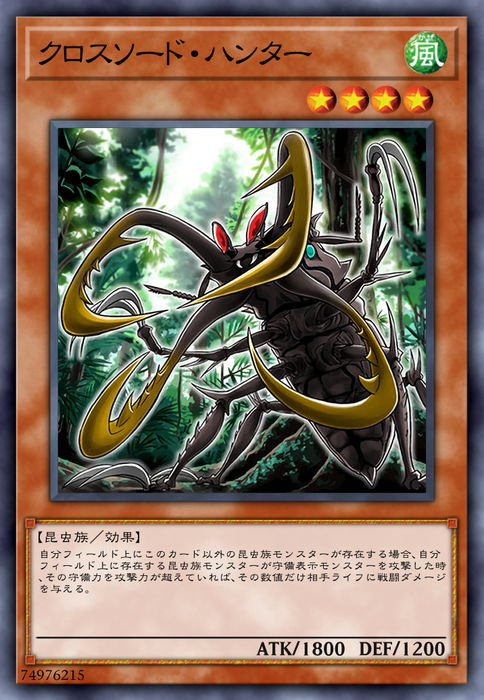 クロスソード・ハンター
かぜ
風
【昆虫族／効果】
自分フィールド上にこのカード以外の昆虫族モンスターが存在する場合、自分
フィールド上に存在する昆虫族モンスターが守備表示モンスターを攻撃した時
、その守備力を攻撃力が超えていれば、その数値だけ相手ライフに戦闘ダメージ
を与える。
ATK/1800 DEF/1200
74976215